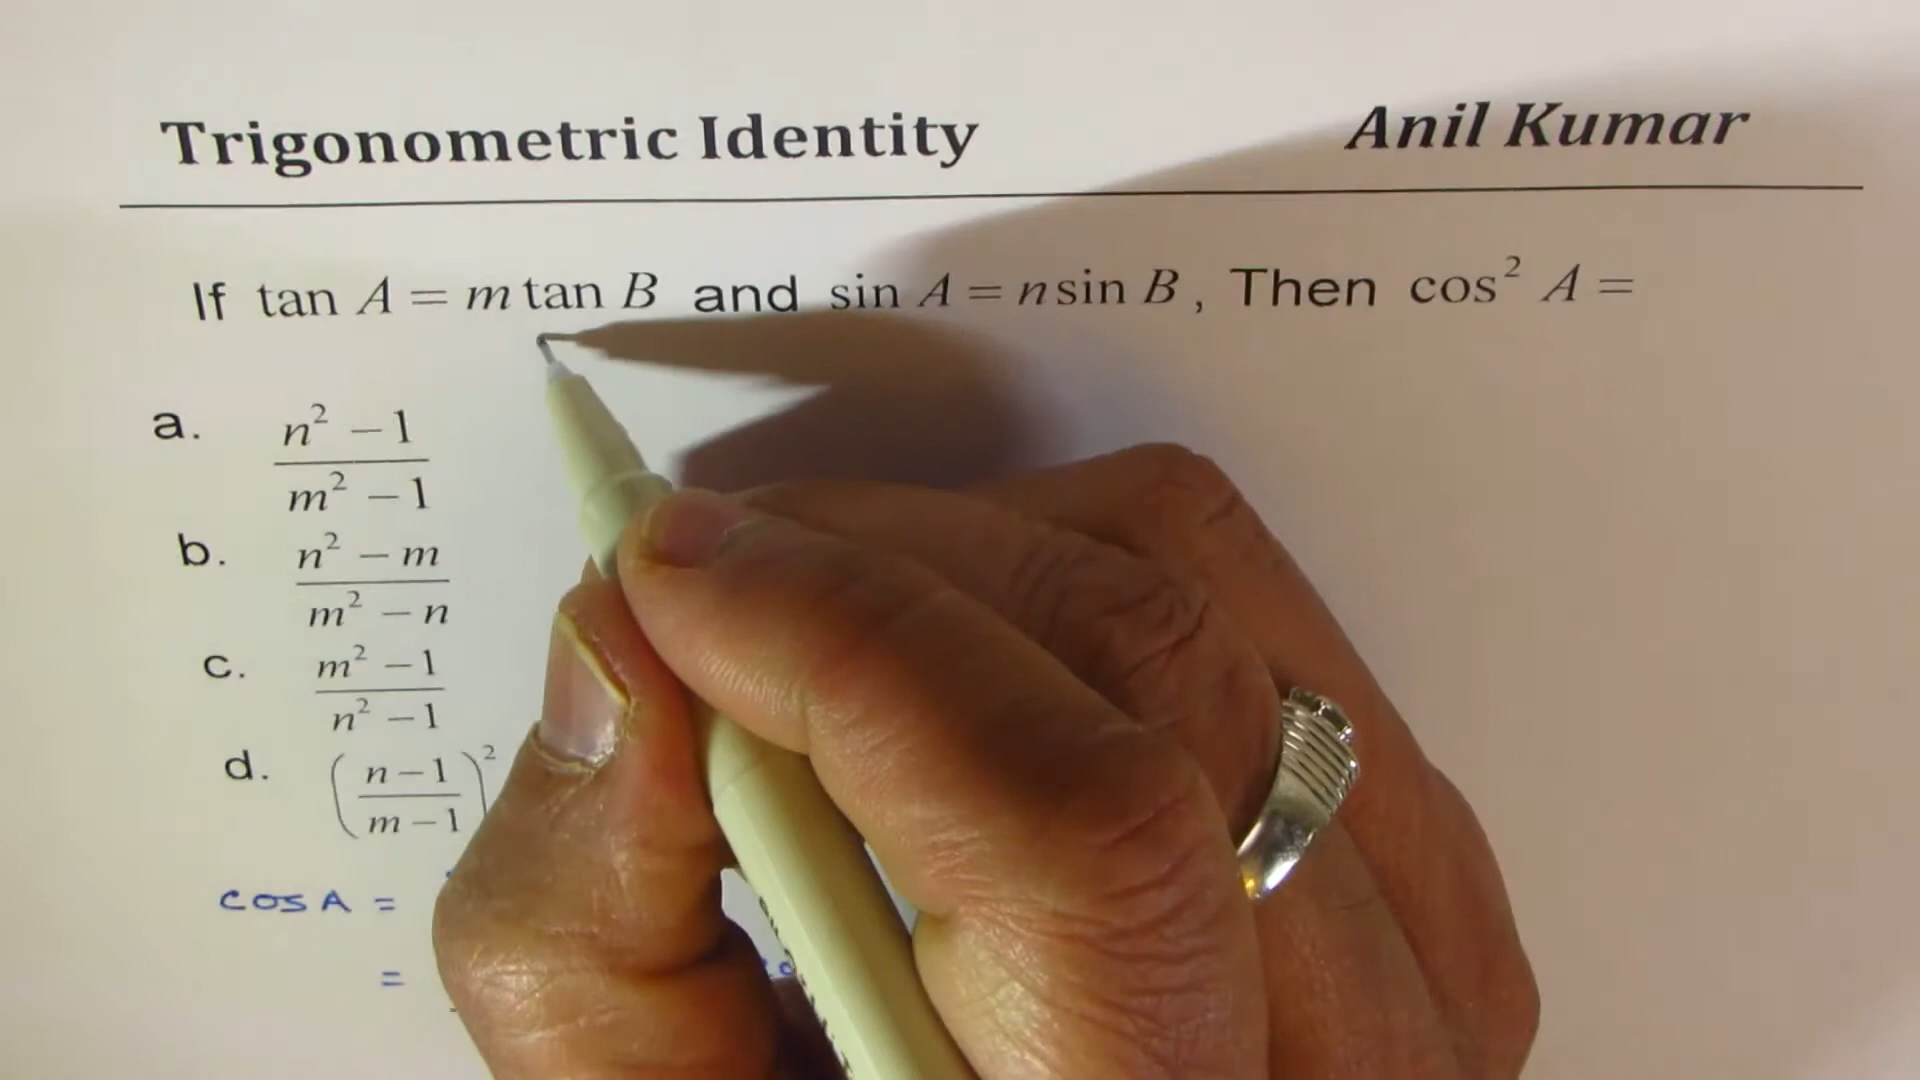 Trigonometric Identity Anil Kumar
If tan A = m tan B and sin A = n sin B , Then cos² A =
a. n² − 1 / m² − 1
b. n² − m / m² − n
c. m² − 1 / n² − 1
d. (n − 1 / m − 1)²
cos A =
=